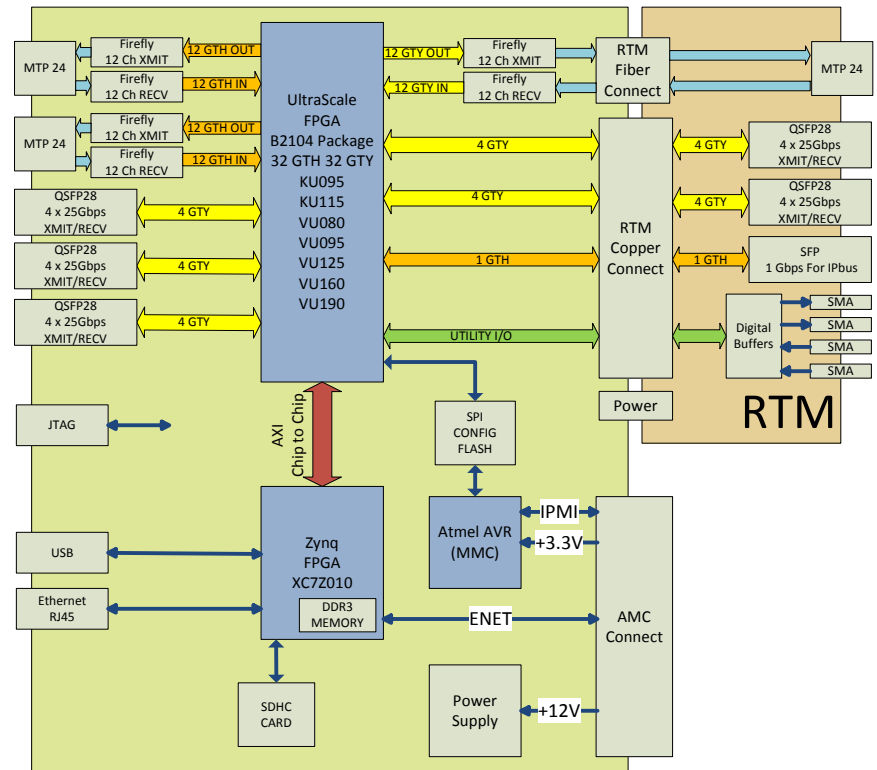 MTP 24
Firefly
12 Ch XMIT
12 GTH OUT
Firefly
12 Ch RECV
12 GTH IN
MTP 24
Firefly
12 Ch XMIT
12 GTH OUT
Firefly
12 Ch RECV
12 GTH IN
QSFP28
4 x 25Gbps
XMIT/RECV
4 GTY
QSFP28
4 x 25Gbps
XMIT/RECV
4 GTY
QSFP28
4 x 25Gbps
XMIT/RECV
4 GTY
UltraScale
FPGA
B2104 Package
32 GTH 32 GTY
KU095
KU115
VU080
VU095
VU125
VU160
VU190
12 GTY OUT
Firefly
12 Ch XMIT
12 GTY IN
Firefly
12 Ch RECV
RTM
Fiber
Connect
MTP 24
4 GTY
4 GTY
1 GTH
UTILITY I/O
RTM
Copper
Connect
4 GTY
QSFP28
4 x 25Gbps
XMIT/RECV
4 GTY
QSFP28
4 x 25Gbps
XMIT/RECV
1 GTH
SFP
1 Gbps For IPbus
Digital
Buffers
SMA
SMA
SMA
SMA
Power
RTM
JTAG
AXI
Chip to Chip
SPI
CONFIG
FLASH
USB
Ethernet
RJ45
Zynq
FPGA
XC7Z010
DDR3
MEMORY
SDHC
CARD
Atmel AVR
(MMC)
IPMI
+3.3V
ENET
AMC
Connect
Power
Supply
+12V